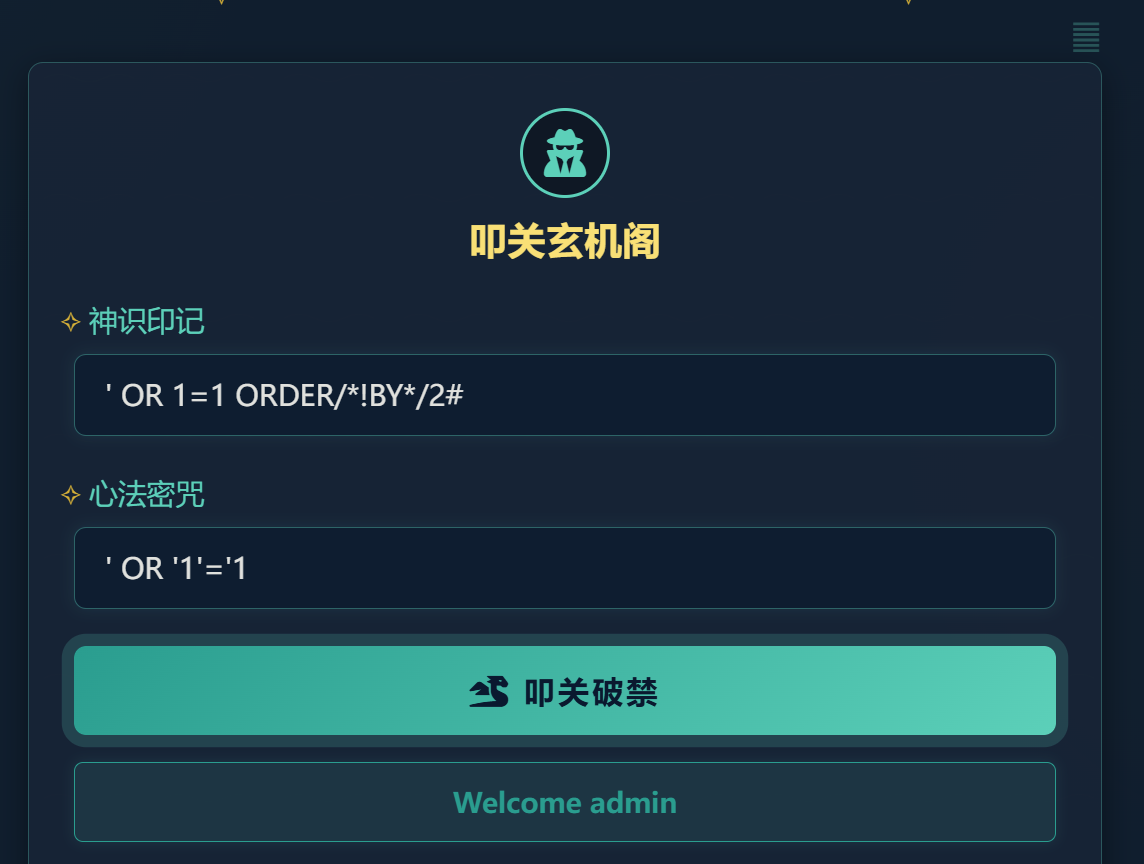 叩关玄机阁
神识印记
' OR 1=1 ORDER/*!BY*/2#
心法密咒
' OR '1'='1
叩关破禁
Welcome admin